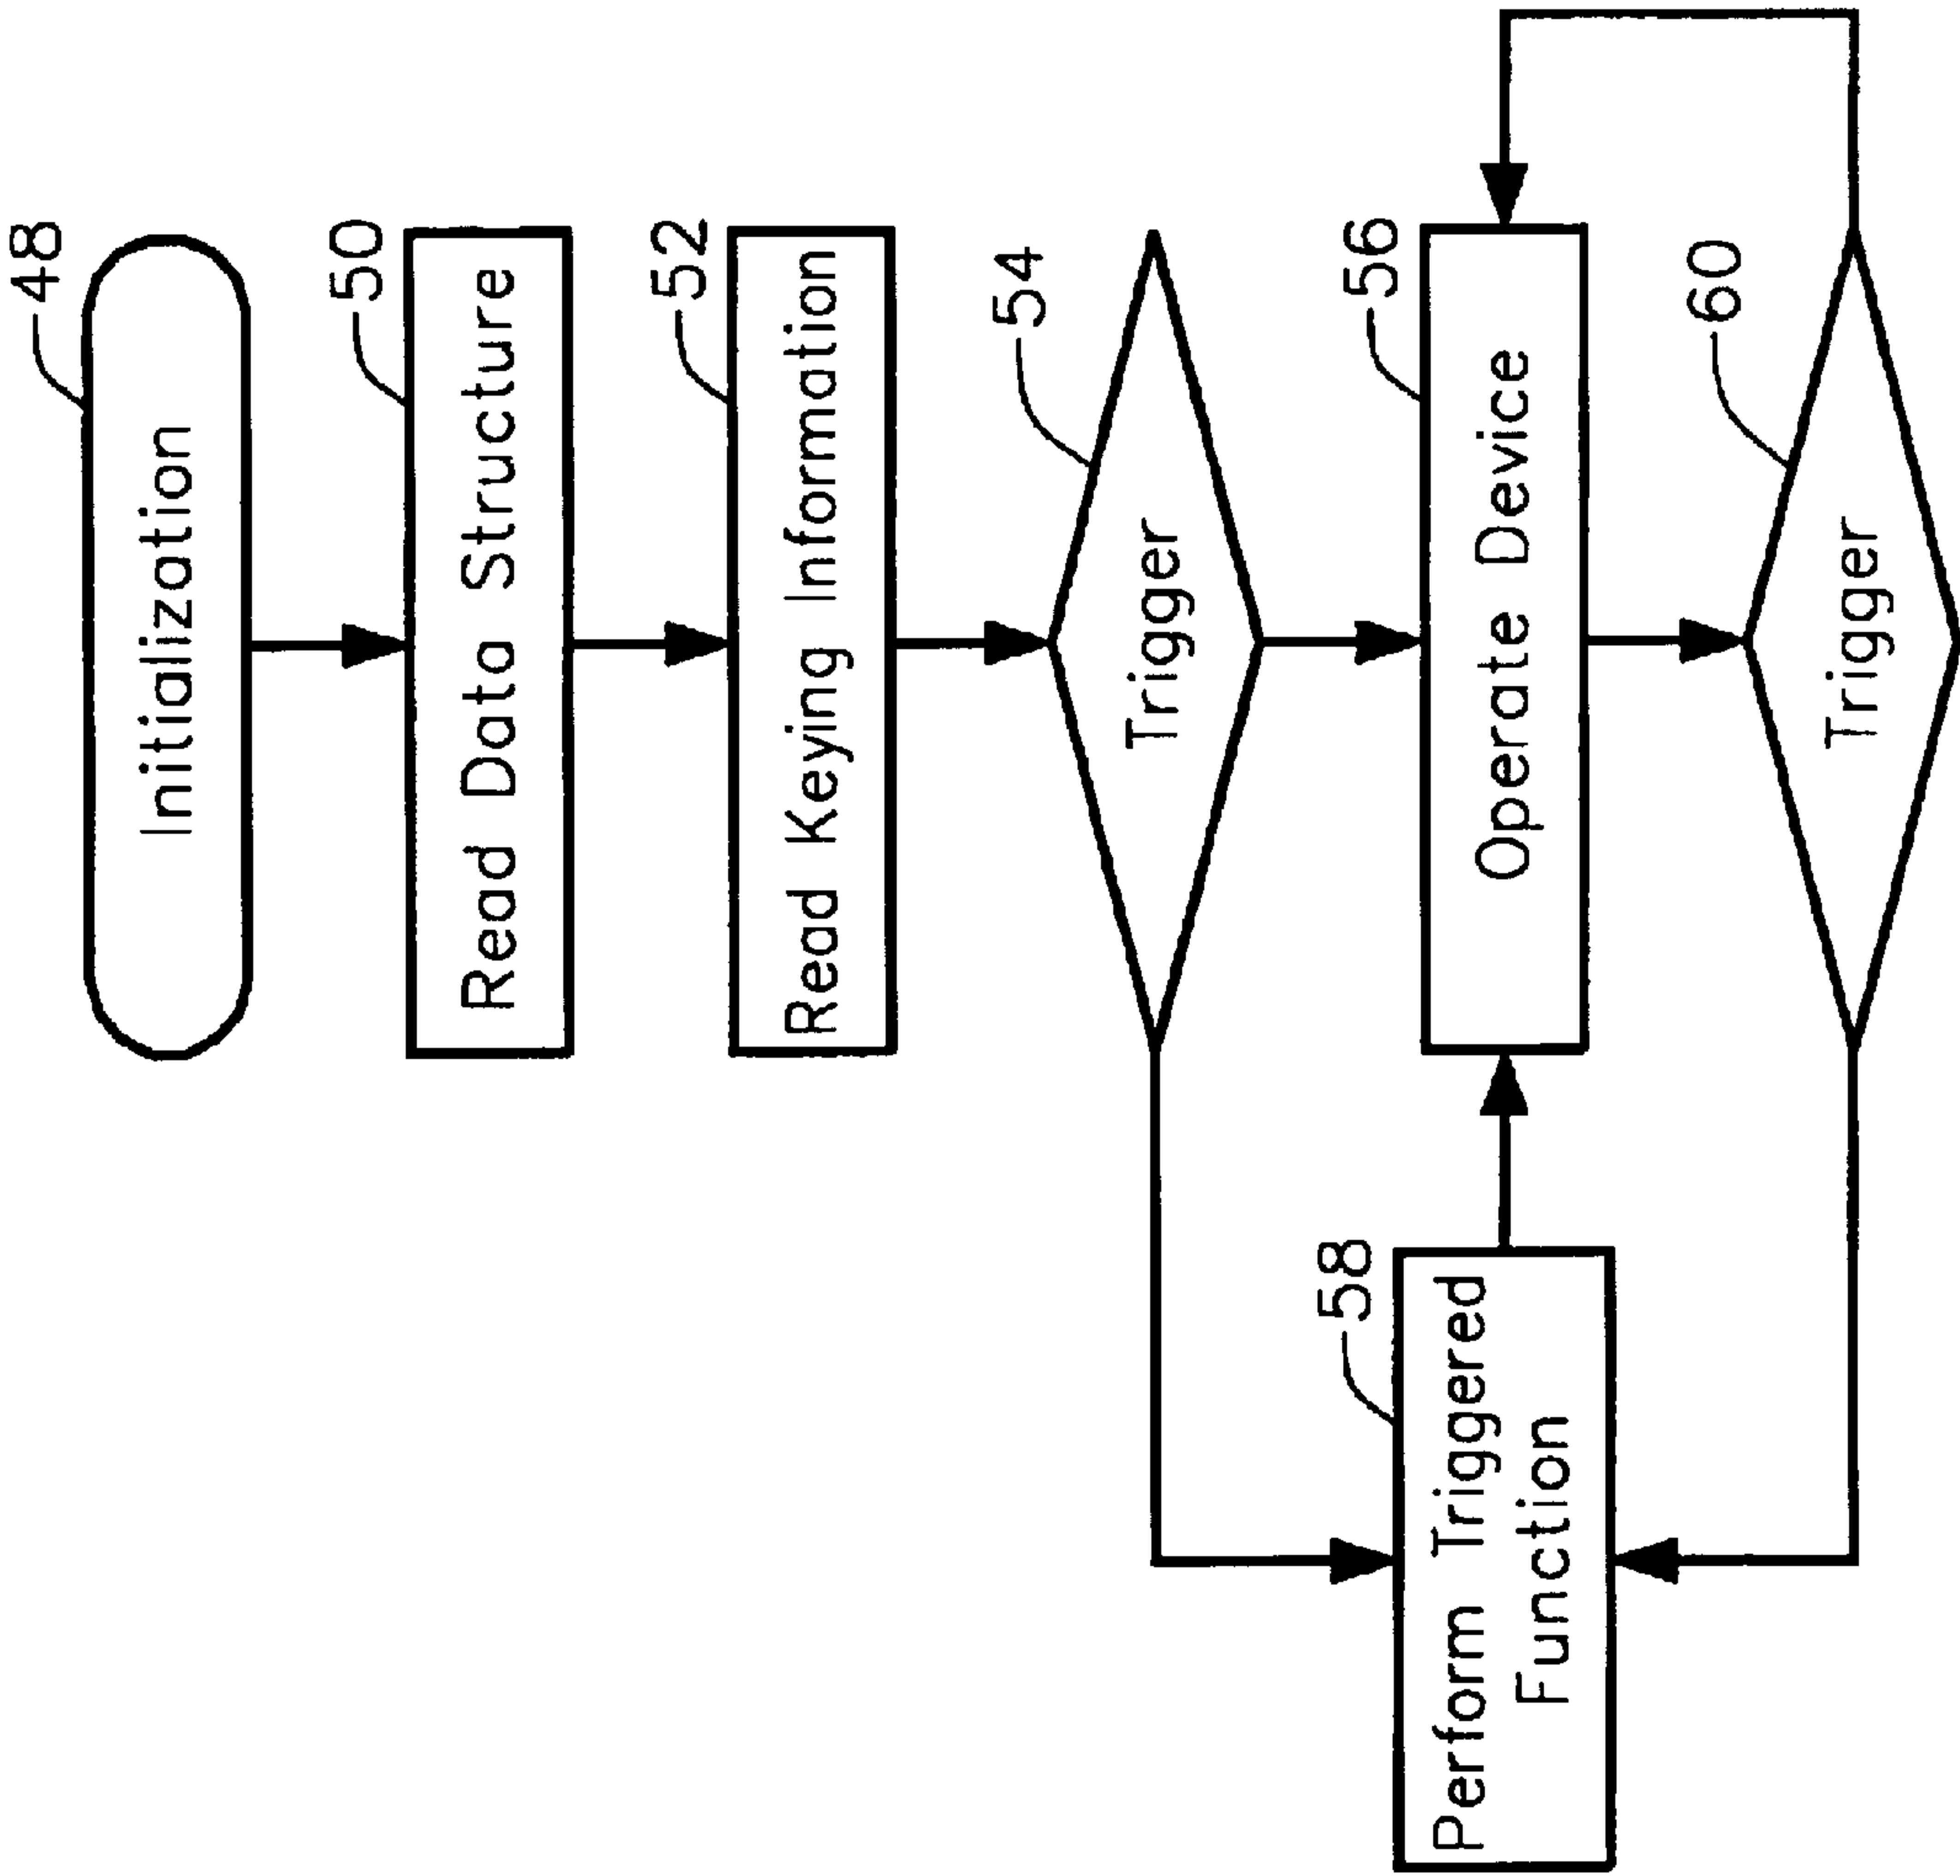 48
Initialization
50
Read Data Structure
52
Read Keying Information
54
Trigger
56
Operate Device
58
Perform Triggered
Function
60
Trigger